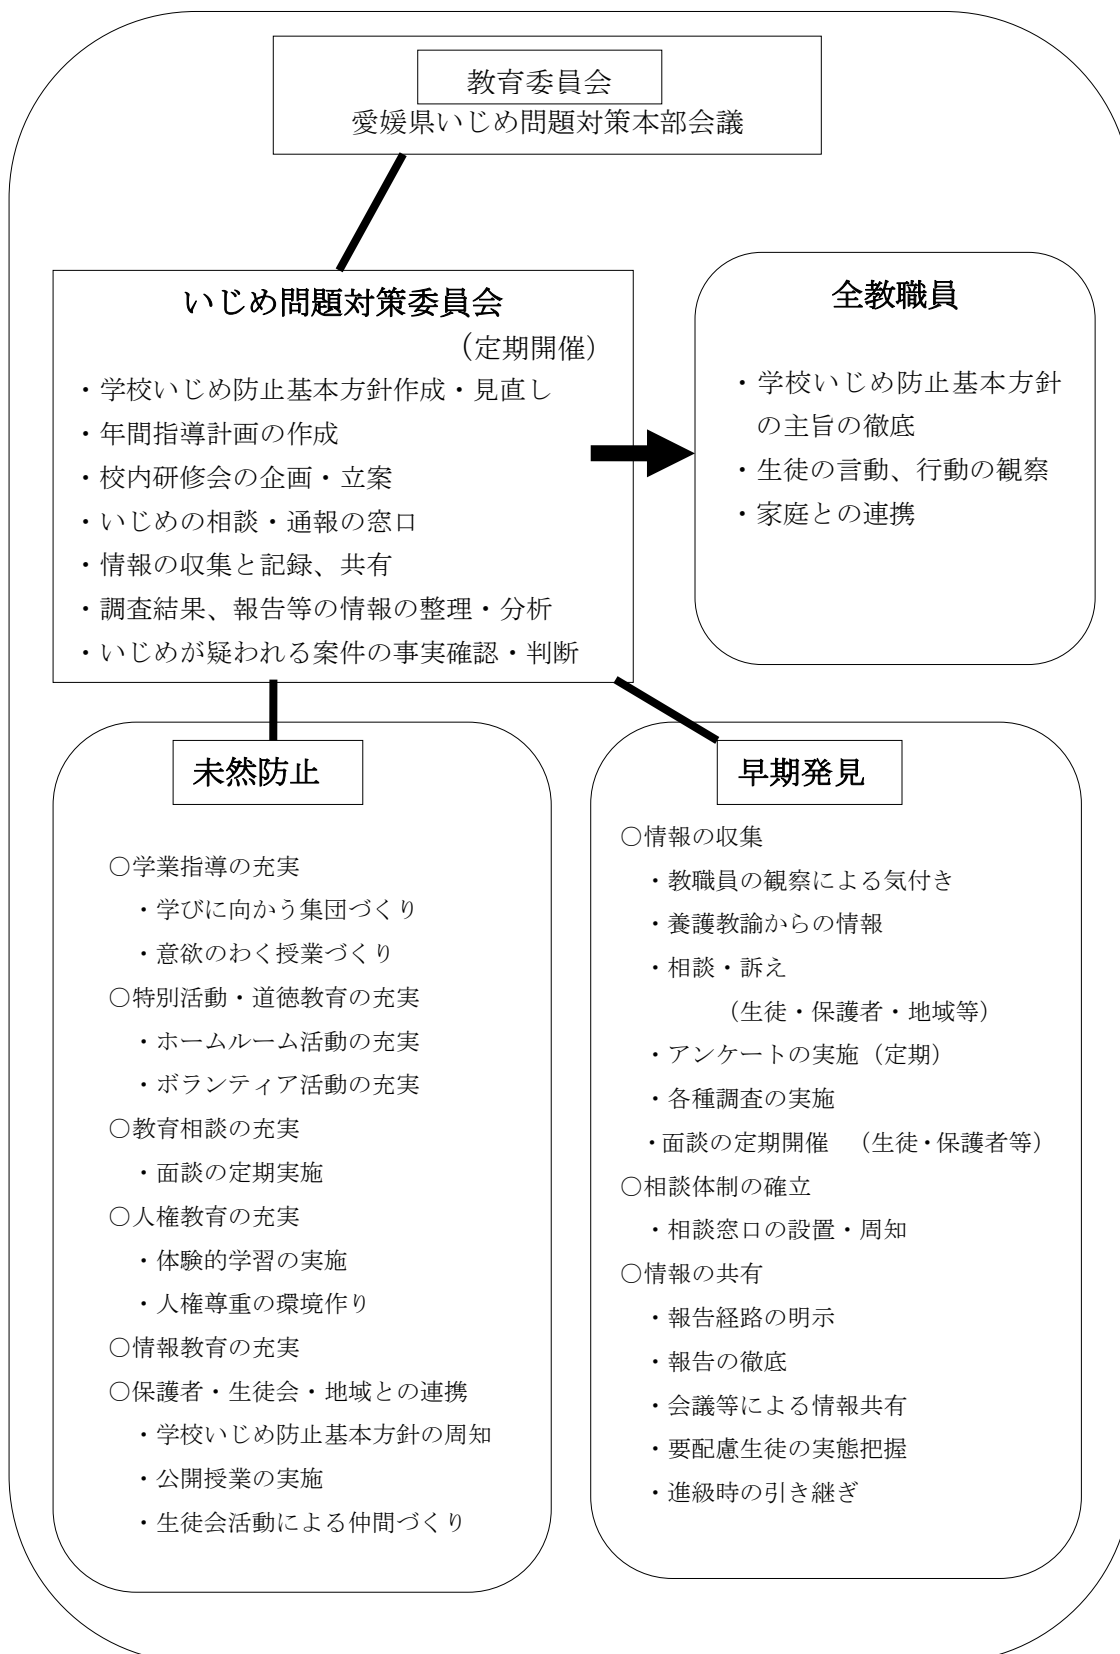 教育委員会
愛媛県いじめ問題対策本部会議
いじめ問題対策委員会
（定期開催）
・学校いじめ防止基本方針作成・見直し
・年間指導計画の作成
・校内研修会の企画・立案
・いじめの相談・通報の窓口
・情報の収集と記録、共有
・調査結果、報告等の情報の整理・分析
・いじめが疑われる案件の事実確認・判断
全教職員
・学校いじめ防止基本方針
の主旨の徹底
・生徒の言動、行動の観察
・家庭との連携
未然防止
○学業指導の充実
・学びに向かう集団づくり
・意欲のわく授業づくり
○特別活動・道徳教育の充実
・ホームルーム活動の充実
・ボランティア活動の充実
○教育相談の充実
・面談の定期実施
○人権教育の充実
・体験的学習の実施
・人権尊重の環境作り
○情報教育の充実
○保護者・生徒会・地域との連携
・学校いじめ防止基本方針の周知
・公開授業の実施
・生徒会活動による仲間づくり
早期発見
○情報の収集
・教職員の観察による気付き
・養護教諭からの情報
・相談・訴え
（生徒・保護者・地域等）
・アンケートの実施（定期）
・各種調査の実施
・面談の定期開催　（生徒・保護者等）
○相談体制の確立
・相談窓口の設置・周知
○情報の共有
・報告経路の明示
・報告の徹底
・会議等による情報共有
・要配慮生徒の実態把握
・進級時の引き継ぎ